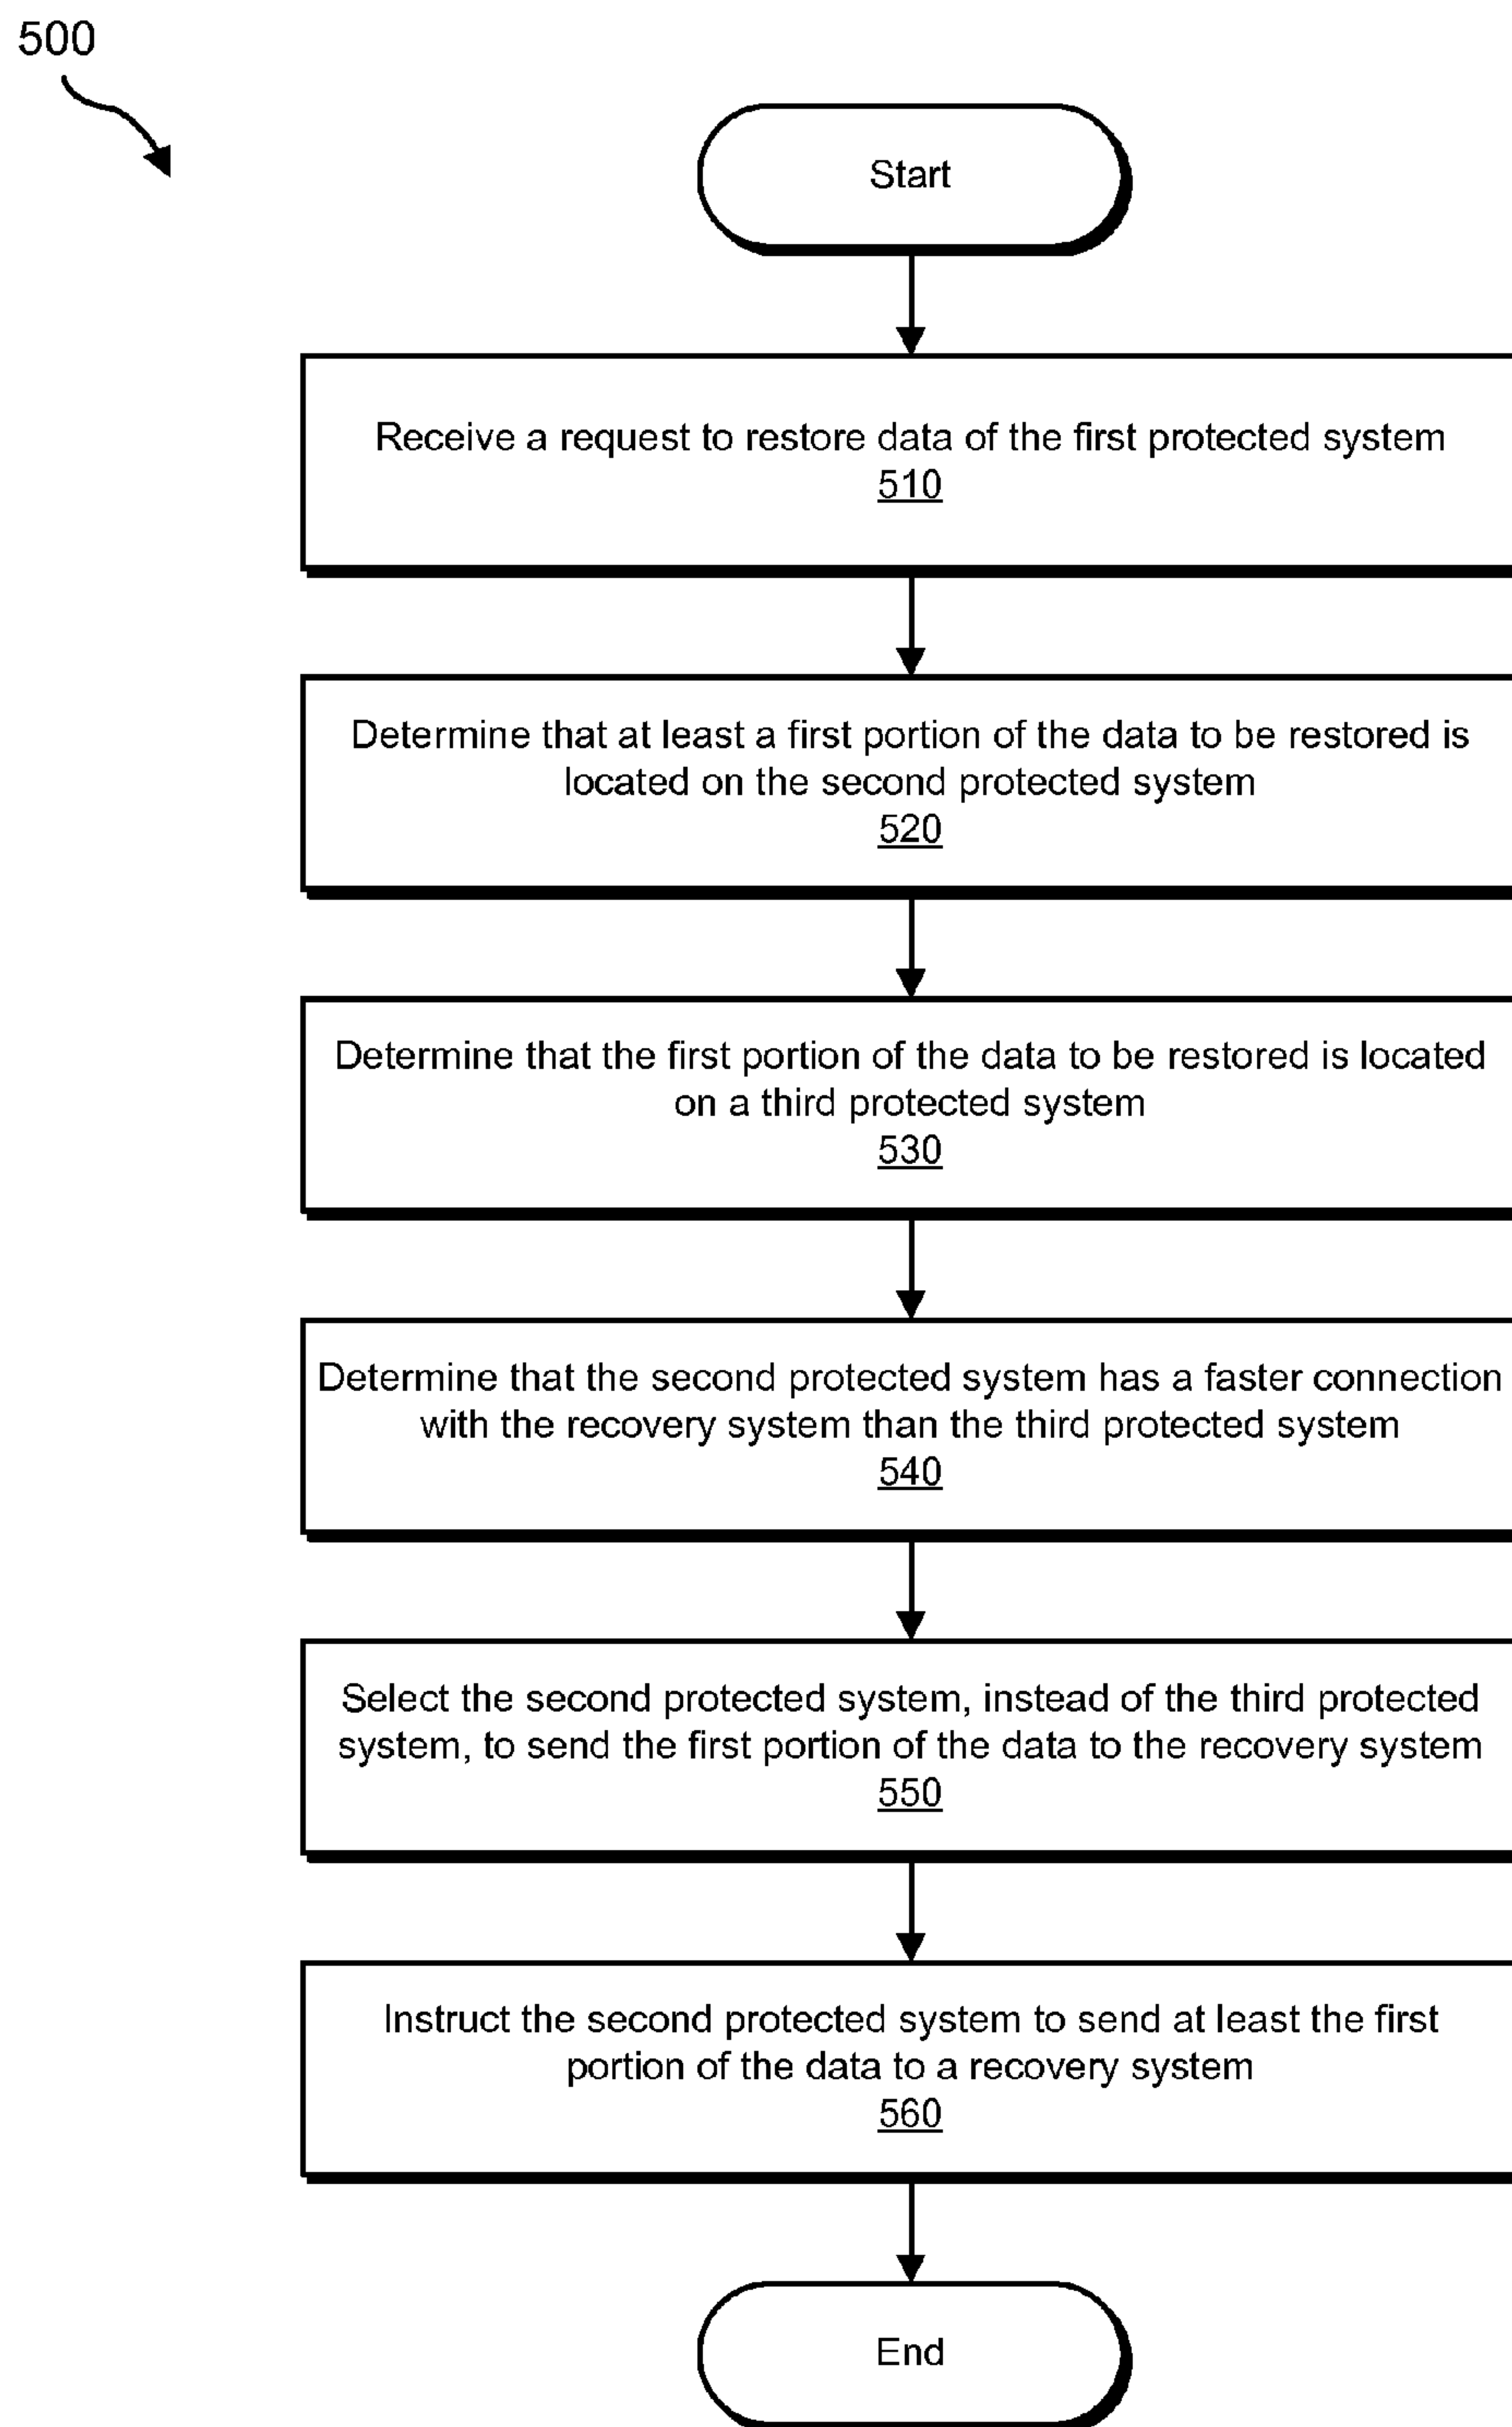 500
Start
Receive a request to restore data of the first protected system
510
Determine that at least a first portion of the data to be restored is
located on the second protected system
520
Determine that the first portion of the data to be restored is located
on a third protected system
530
Determine that the second protected system has a faster connection
with the recovery system than the third protected system
540
Select the second protected system, instead of the third protected
system, to send the first portion of the data to the recovery system
550
Instruct the second protected system to send at least the first
portion of the data to a recovery system
560
End